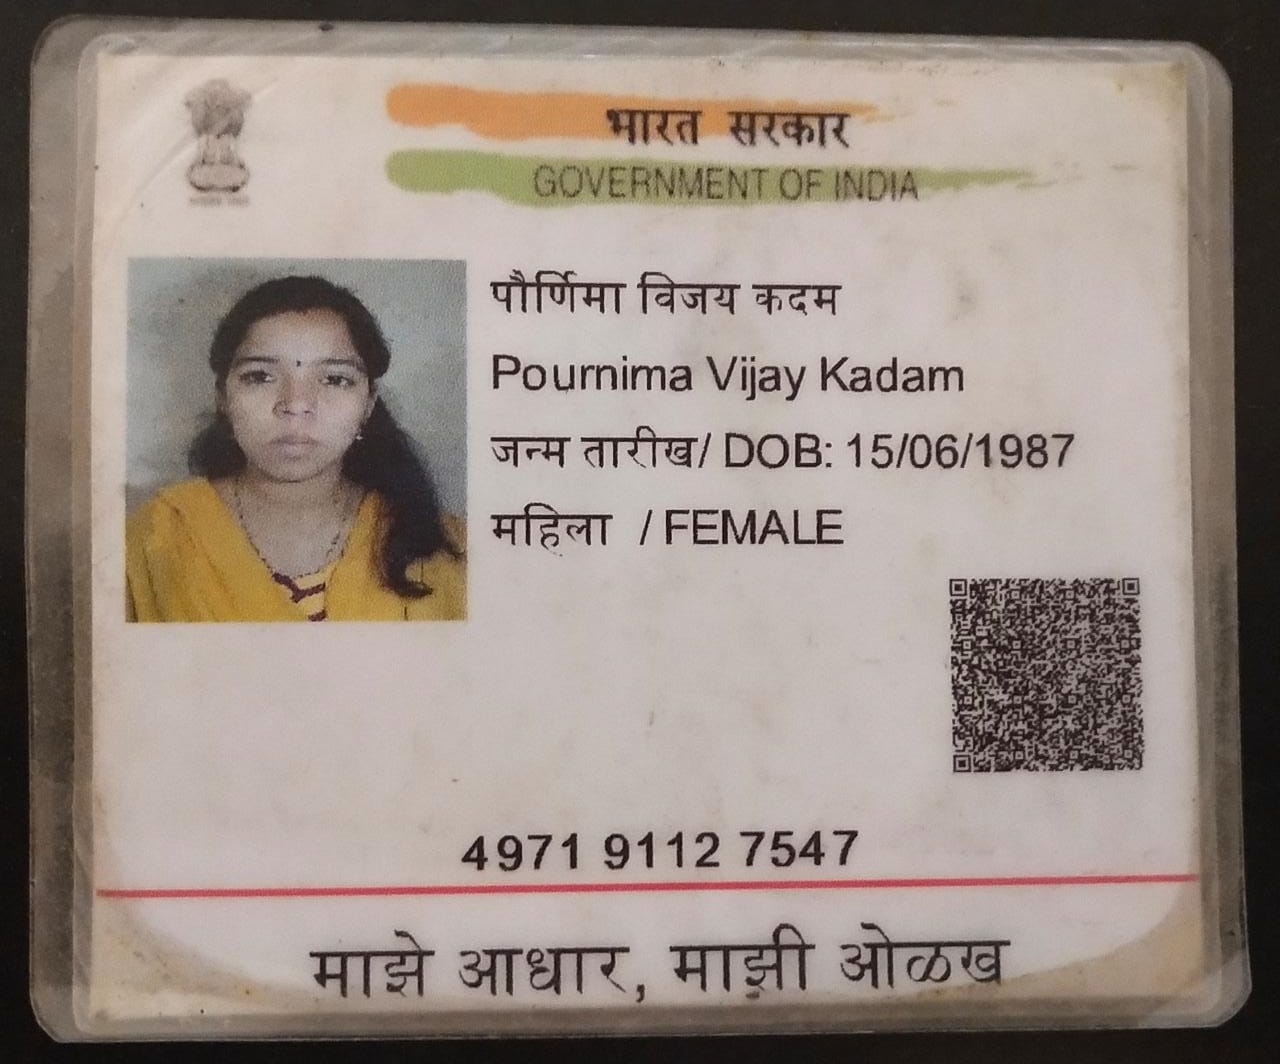 भारत सरकार
GOVERNMENT OF INDIA
पौर्णिमा विजय कदम
Pournima Vijay Kadam
जन्म तारीख/ DOB: 15/06/1987
महिला / FEMALE
4971 9112 7547
माझे आधार, माझी ओळख